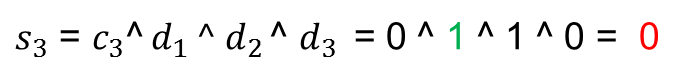 s₃ = c₃ ^ d₁ ^ d₂ ^ d₃ = 0 ^ 1 ^ 1 ^ 0 = 0